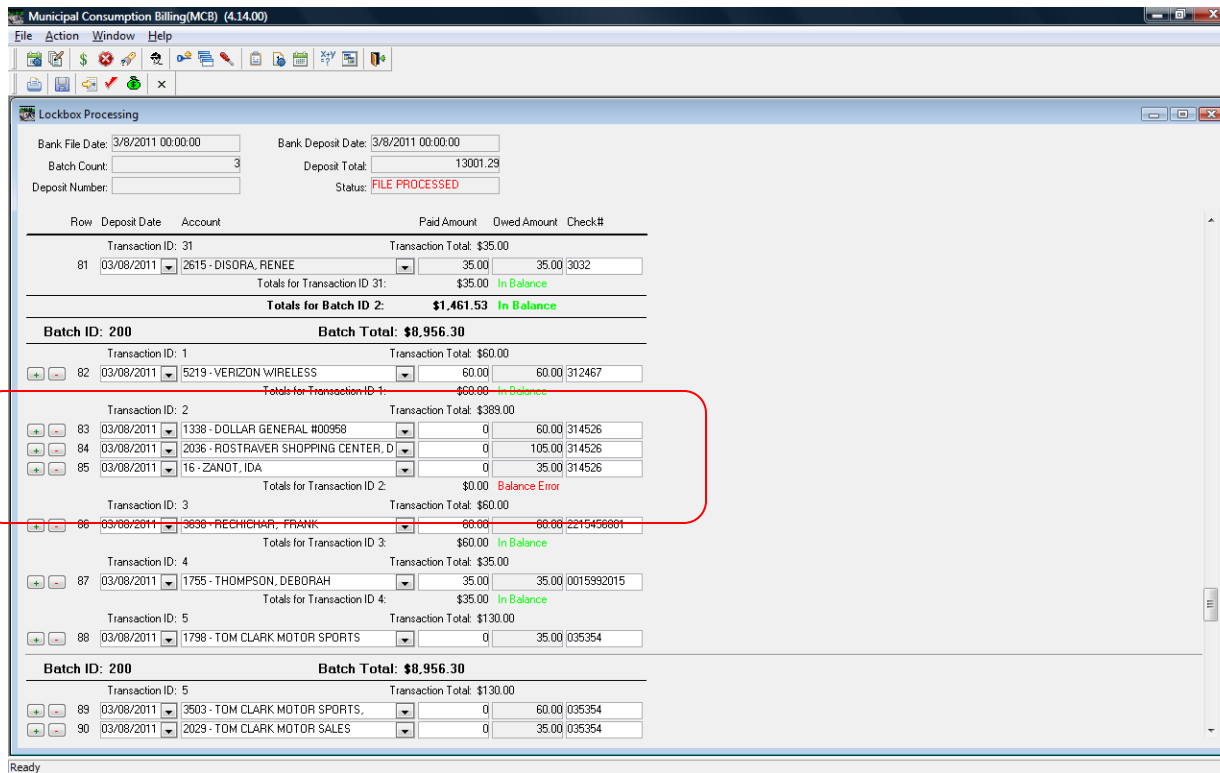 Municipal Consumption Billing(MCB) (4.14.00)
File Action Window Help
Lockbox Processing
Bank File Date: 3/8/2011 00:00:00 Bank Deposit Date: 3/8/2011 00:00:00
Batch Count: 3 Deposit Total: 13001.29
Deposit Number: Status: FILE PROCESSED
Row Deposit Date Account Paid Amount Owed Amount Check#
Transaction ID: 31 Transaction Total: $35.00
81 03/08/2011 2615 - DISORA, RENEE 35.00 35.00 3032
Totals for Transaction ID 31: $35.00 In Balance
Totals for Batch ID 2: $1,461.53 In Balance
Batch ID: 200 Batch Total: $8,956.30
Transaction ID: 1 Transaction Total: $60.00
+ - 82 03/08/2011 5219 - VERIZON WIRELESS 60.00 60.00 312467
Totals for Transaction ID 1: $60.00 In Balance
Transaction ID: 2 Transaction Total: $389.00
+ - 83 03/08/2011 1338 - DOLLAR GENERAL #00958 0 60.00 314526
+ - 84 03/08/2011 2036 - ROSTRAVER SHOPPING CENTER, D 0 105.00 314526
+ - 85 03/08/2011 16 - ZANOT, IDA 0 35.00 314526
Totals for Transaction ID 2: $0.00 Balance Error
Transaction ID: 3 Transaction Total: $60.00
+ - 86 03/08/2011 3638 - RECHICHAR, FRANK 60.00 60.00
Totals for Transaction ID 3: $60.00 In Balance
Transaction ID: 4 Transaction Total: $35.00
+ - 87 03/08/2011 1755 - THOMPSON, DEBORAH 35.00 35.00 0015992015
Totals for Transaction ID 4: $35.00 In Balance
Transaction ID: 5 Transaction Total: $130.00
+ - 88 03/08/2011 1798 - TOM CLARK MOTOR SPORTS 0 35.00 035354
Batch ID: 200 Batch Total: $8,956.30
Transaction ID: 5 Transaction Total: $130.00
+ - 89 03/08/2011 3503 - TOM CLARK MOTOR SPORTS, 0 60.00 035354
+ - 90 03/08/2011 2029 - TOM CLARK MOTOR SALES 0 35.00 035354
Ready